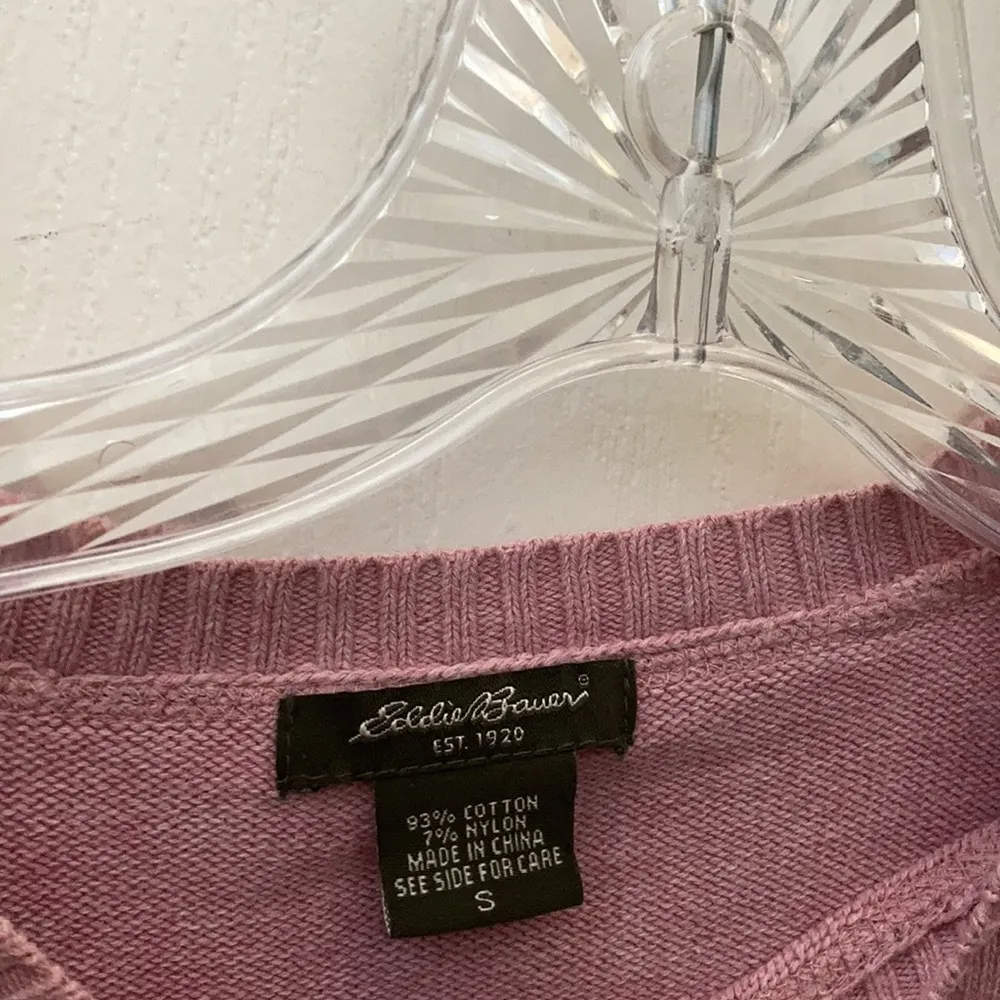 Eddie Bauer®
EST. 1920
93% COTTON
7% NYLON
MADE IN CHINA
SEE SIDE FOR CARE
S